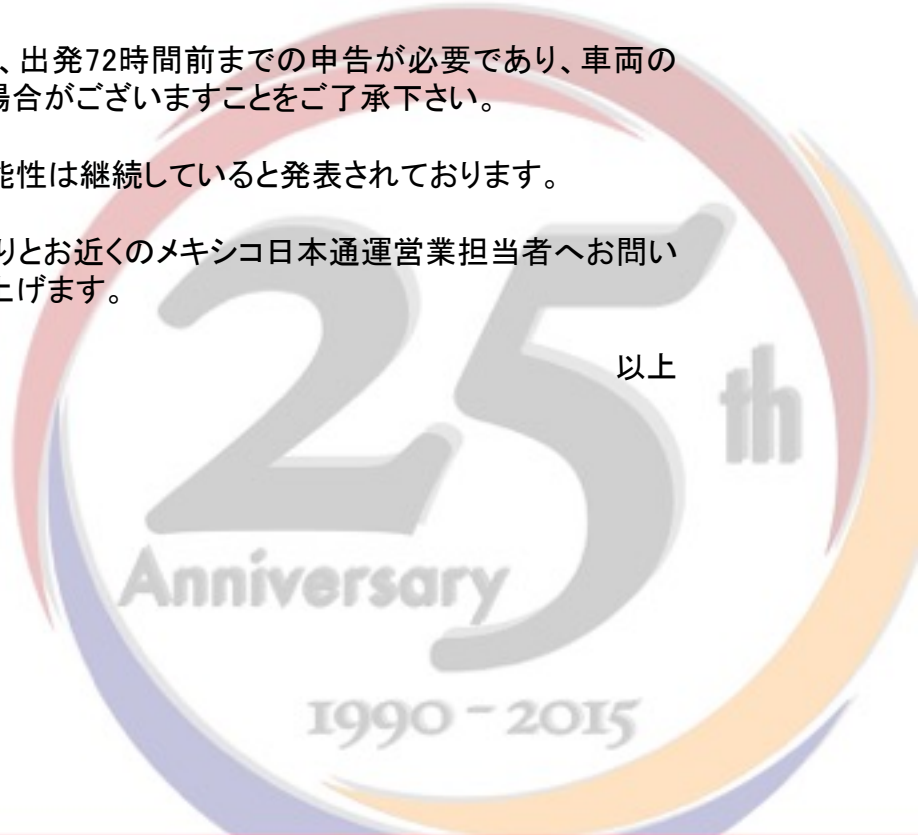 、出発72時間前までの申告が必要であり、車両の
場合がございますことをご了承下さい。
能性は継続していると発表されております。
りとお近くのメキシコ日本通運営業担当者へお問い
上げます。
以上
25th
Anniversary
1990 - 2015